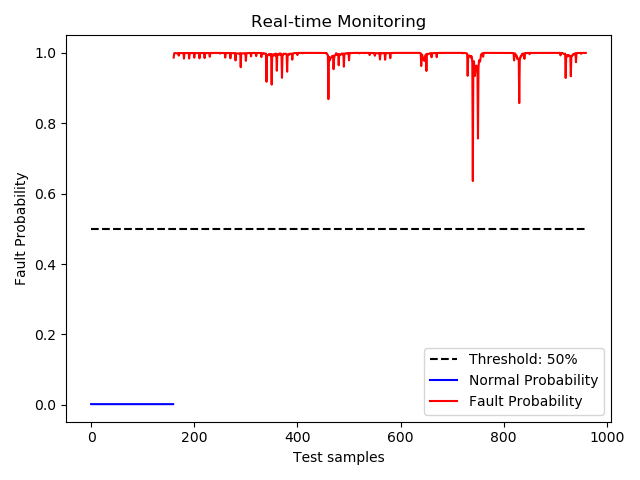 Real-time Monitoring
Fault Probability
1.0
0.8
0.6
0.4
0.2
0.0
0
200
400
600
800
1000
Test samples
Threshold: 50%
Normal Probability
Fault Probability